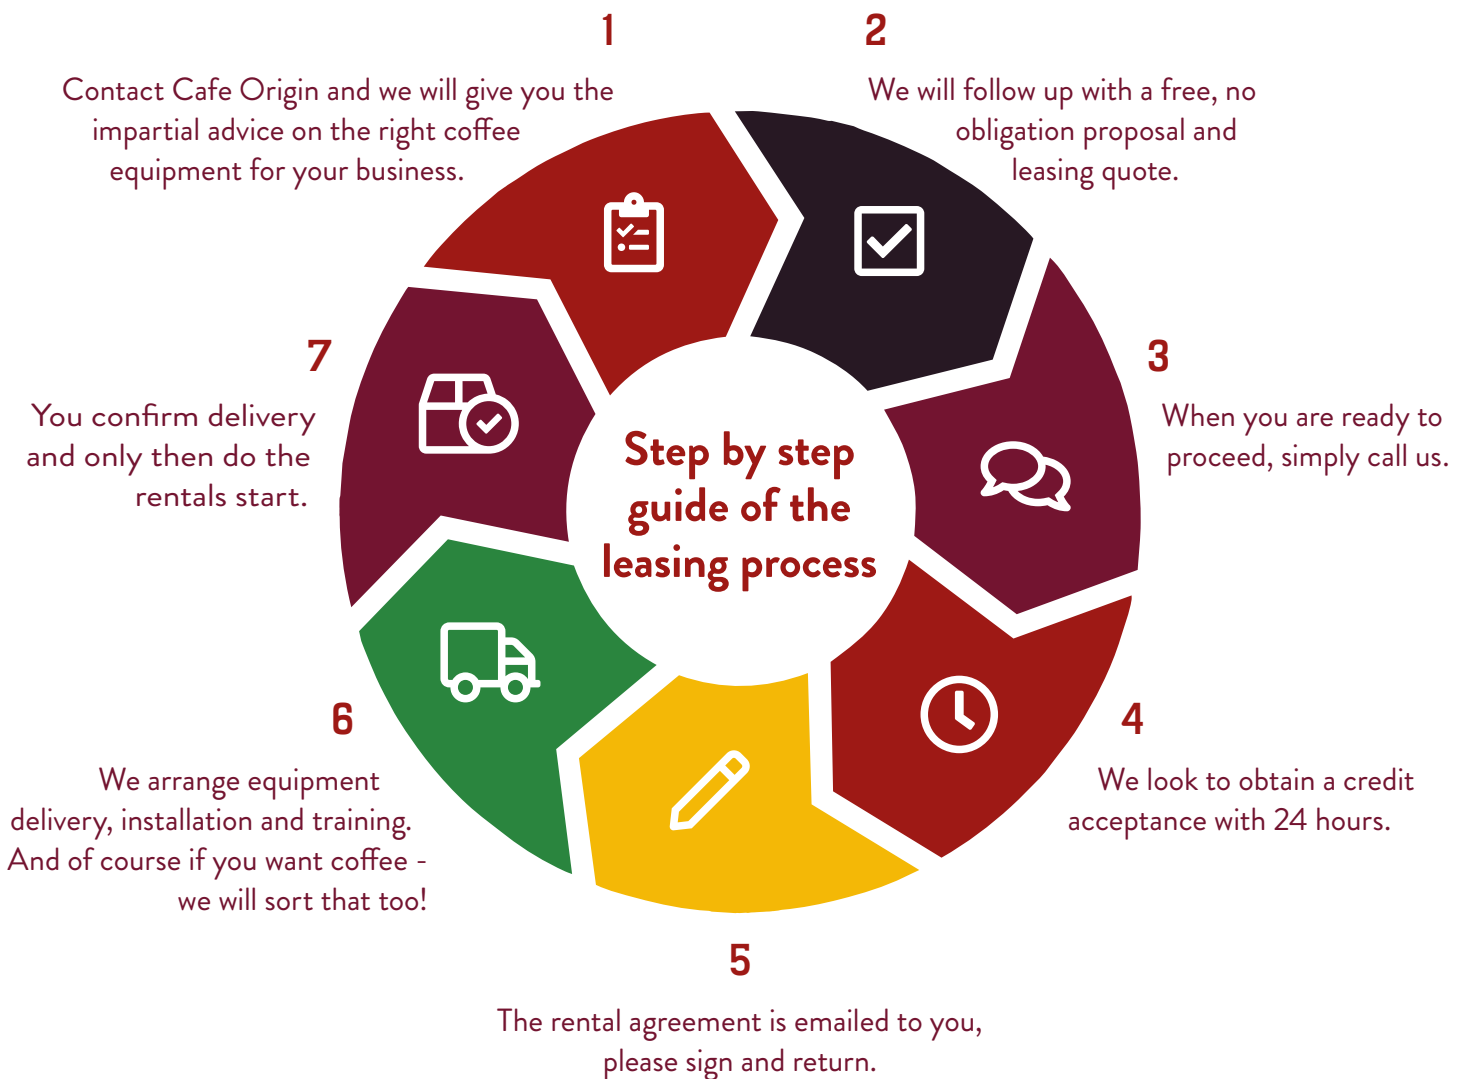 1
Contact Cafe Origin and we will give you the
impartial advice on the right coffee
equipment for your business.
2
We will follow up with a free, no
obligation proposal and
leasing quote.
3
When you are ready to
proceed, simply call us.
4
We look to obtain a credit
acceptance with 24 hours.
5
The rental agreement is emailed to you,
please sign and return.
6
We arrange equipment
delivery, installation and training.
And of course if you want coffee -
we will sort that too!
7
You confirm delivery
and only then do the
rentals start.
Step by step
guide of the
leasing process